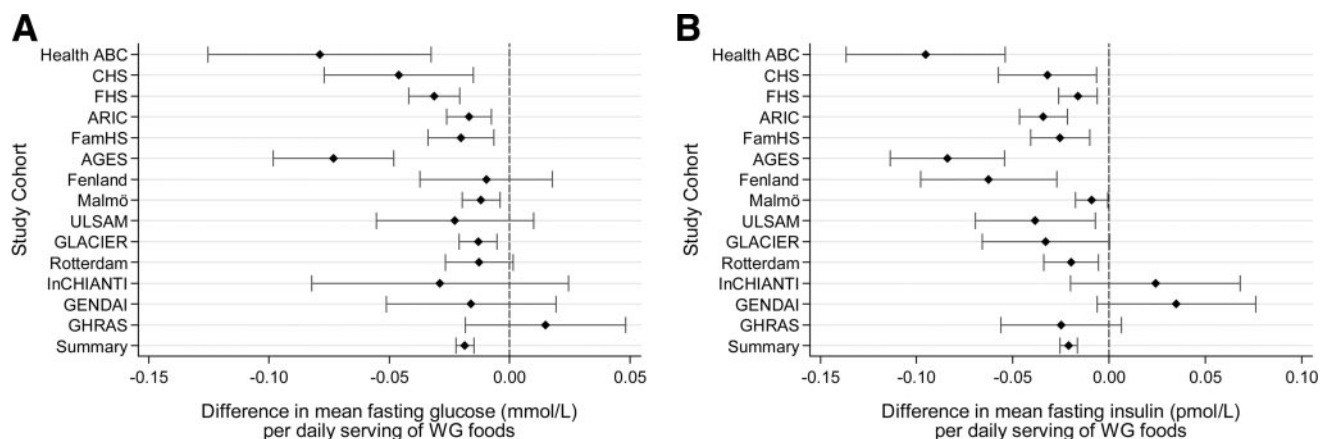 A
Study Cohort
Health ABC
CHS
FHS
ARIC
FamHS
AGES
Fenland
Malmö
ULSAM
GLACIER
Rotterdam
InCHIANTI
GENDAI
GHRAS
Summary
-0.15 -0.10 -0.05 0.00 0.05
Difference in mean fasting glucose (mmol/L)
per daily serving of WG foods
B
Study Cohort
Health ABC
CHS
FHS
ARIC
FamHS
AGES
Fenland
Malmö
ULSAM
GLACIER
Rotterdam
InCHIANTI
GENDAI
GHRAS
Summary
-0.15 -0.10 -0.05 0.00 0.05 0.10
Difference in mean fasting insulin (pmol/L)
per daily serving of WG foods